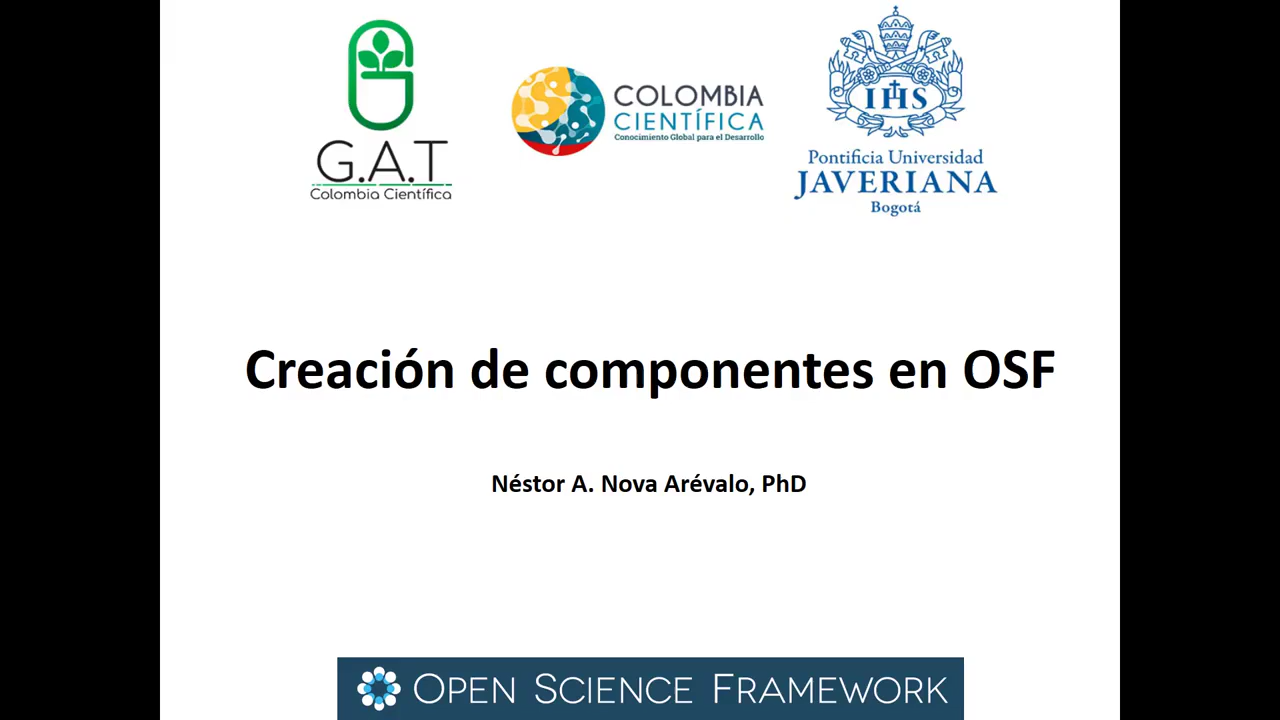 G.A.T
Colombia Científica
COLOMBIA
CIENTÍFICA
Conocimiento Global para el Desarrollo
IHS
Pontificia Universidad
JAVERIANA
Bogotá
Creación de componentes en OSF
Néstor A. Nova Arévalo, PhD
OPEN SCIENCE FRAMEWORK